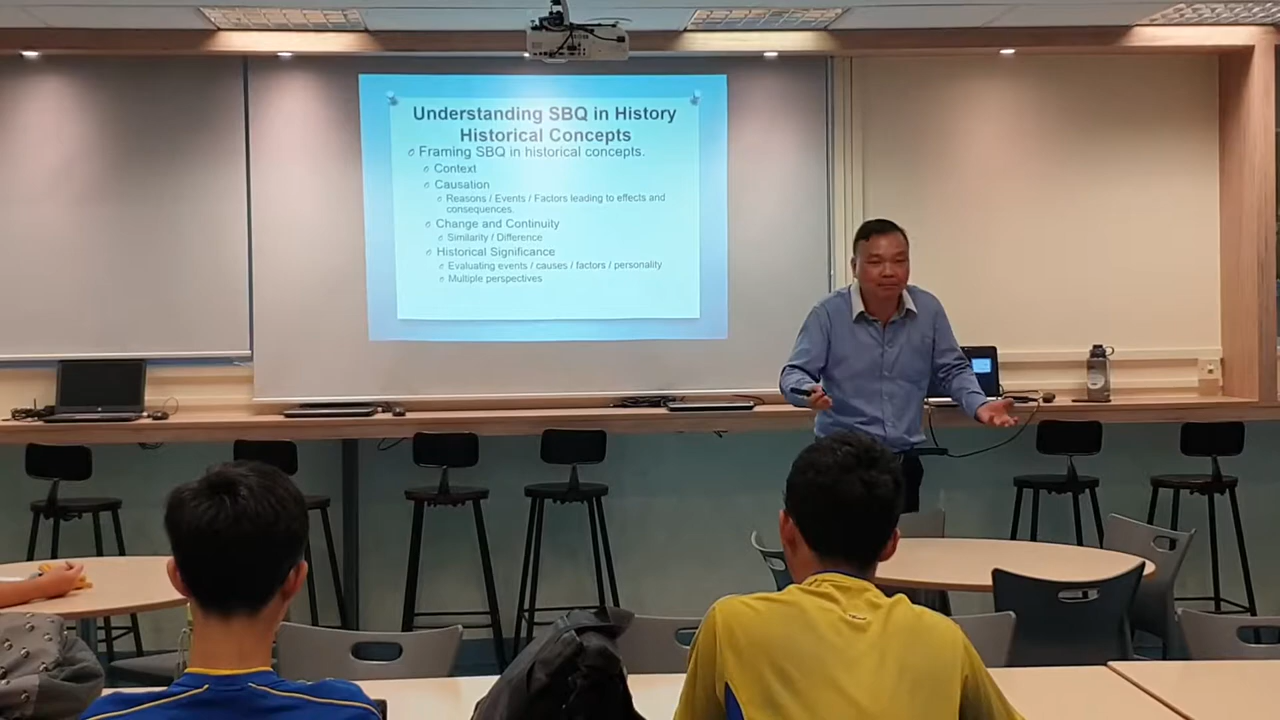 Understanding SBQ in History
Historical Concepts
Framing SBQ in historical concepts.
Context
Causation
Reasons / Events / Factors leading to effects and
consequences.
Change and Continuity
Similarity / Difference
Historical Significance
Evaluating events / causes / factors / personality
Multiple perspectives